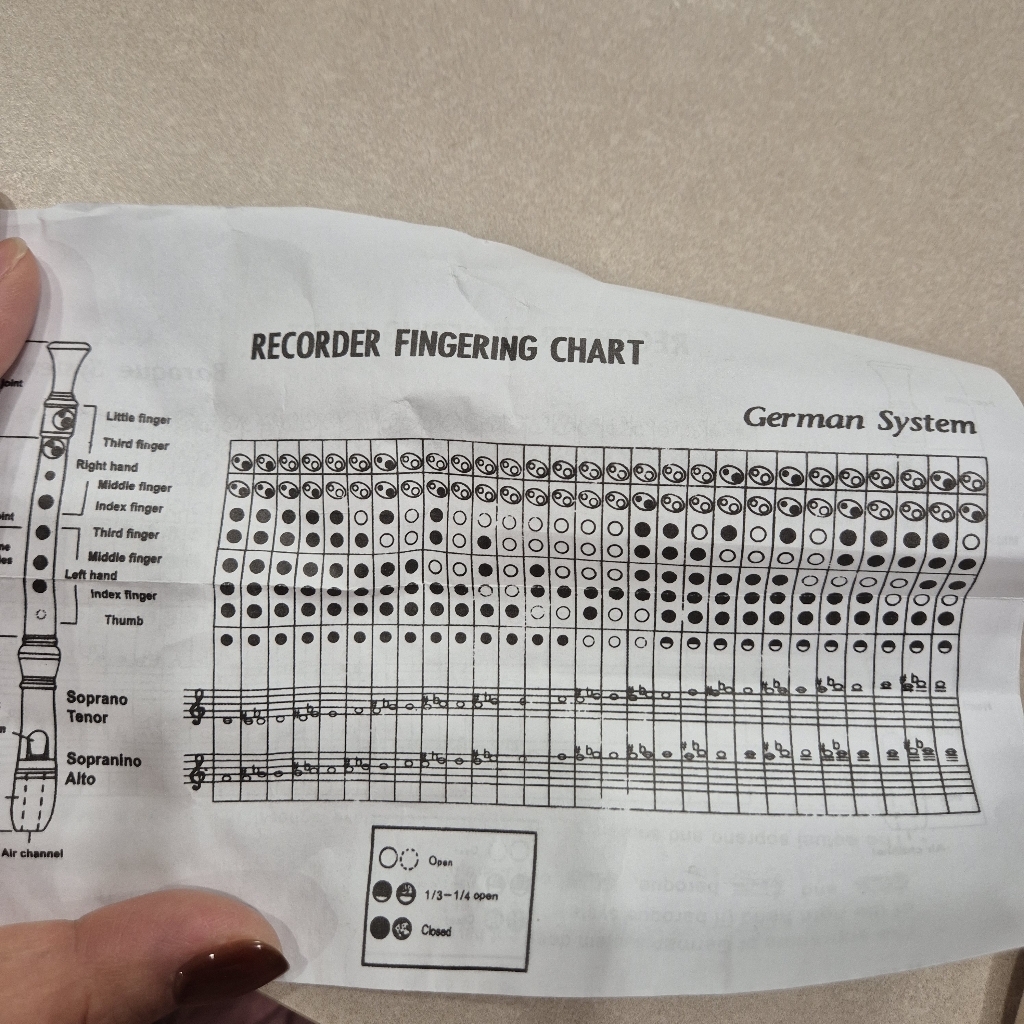 RECORDER FINGERING CHART
German System
joint
Little finger
Third finger
Right hand
Middle finger
Index finger
Third finger
Middle finger
Left hand
Index finger
Thumb
Soprano
Tenor
Sopranino
Alto
Air channel
Open
1/3-1/4 open
Closed